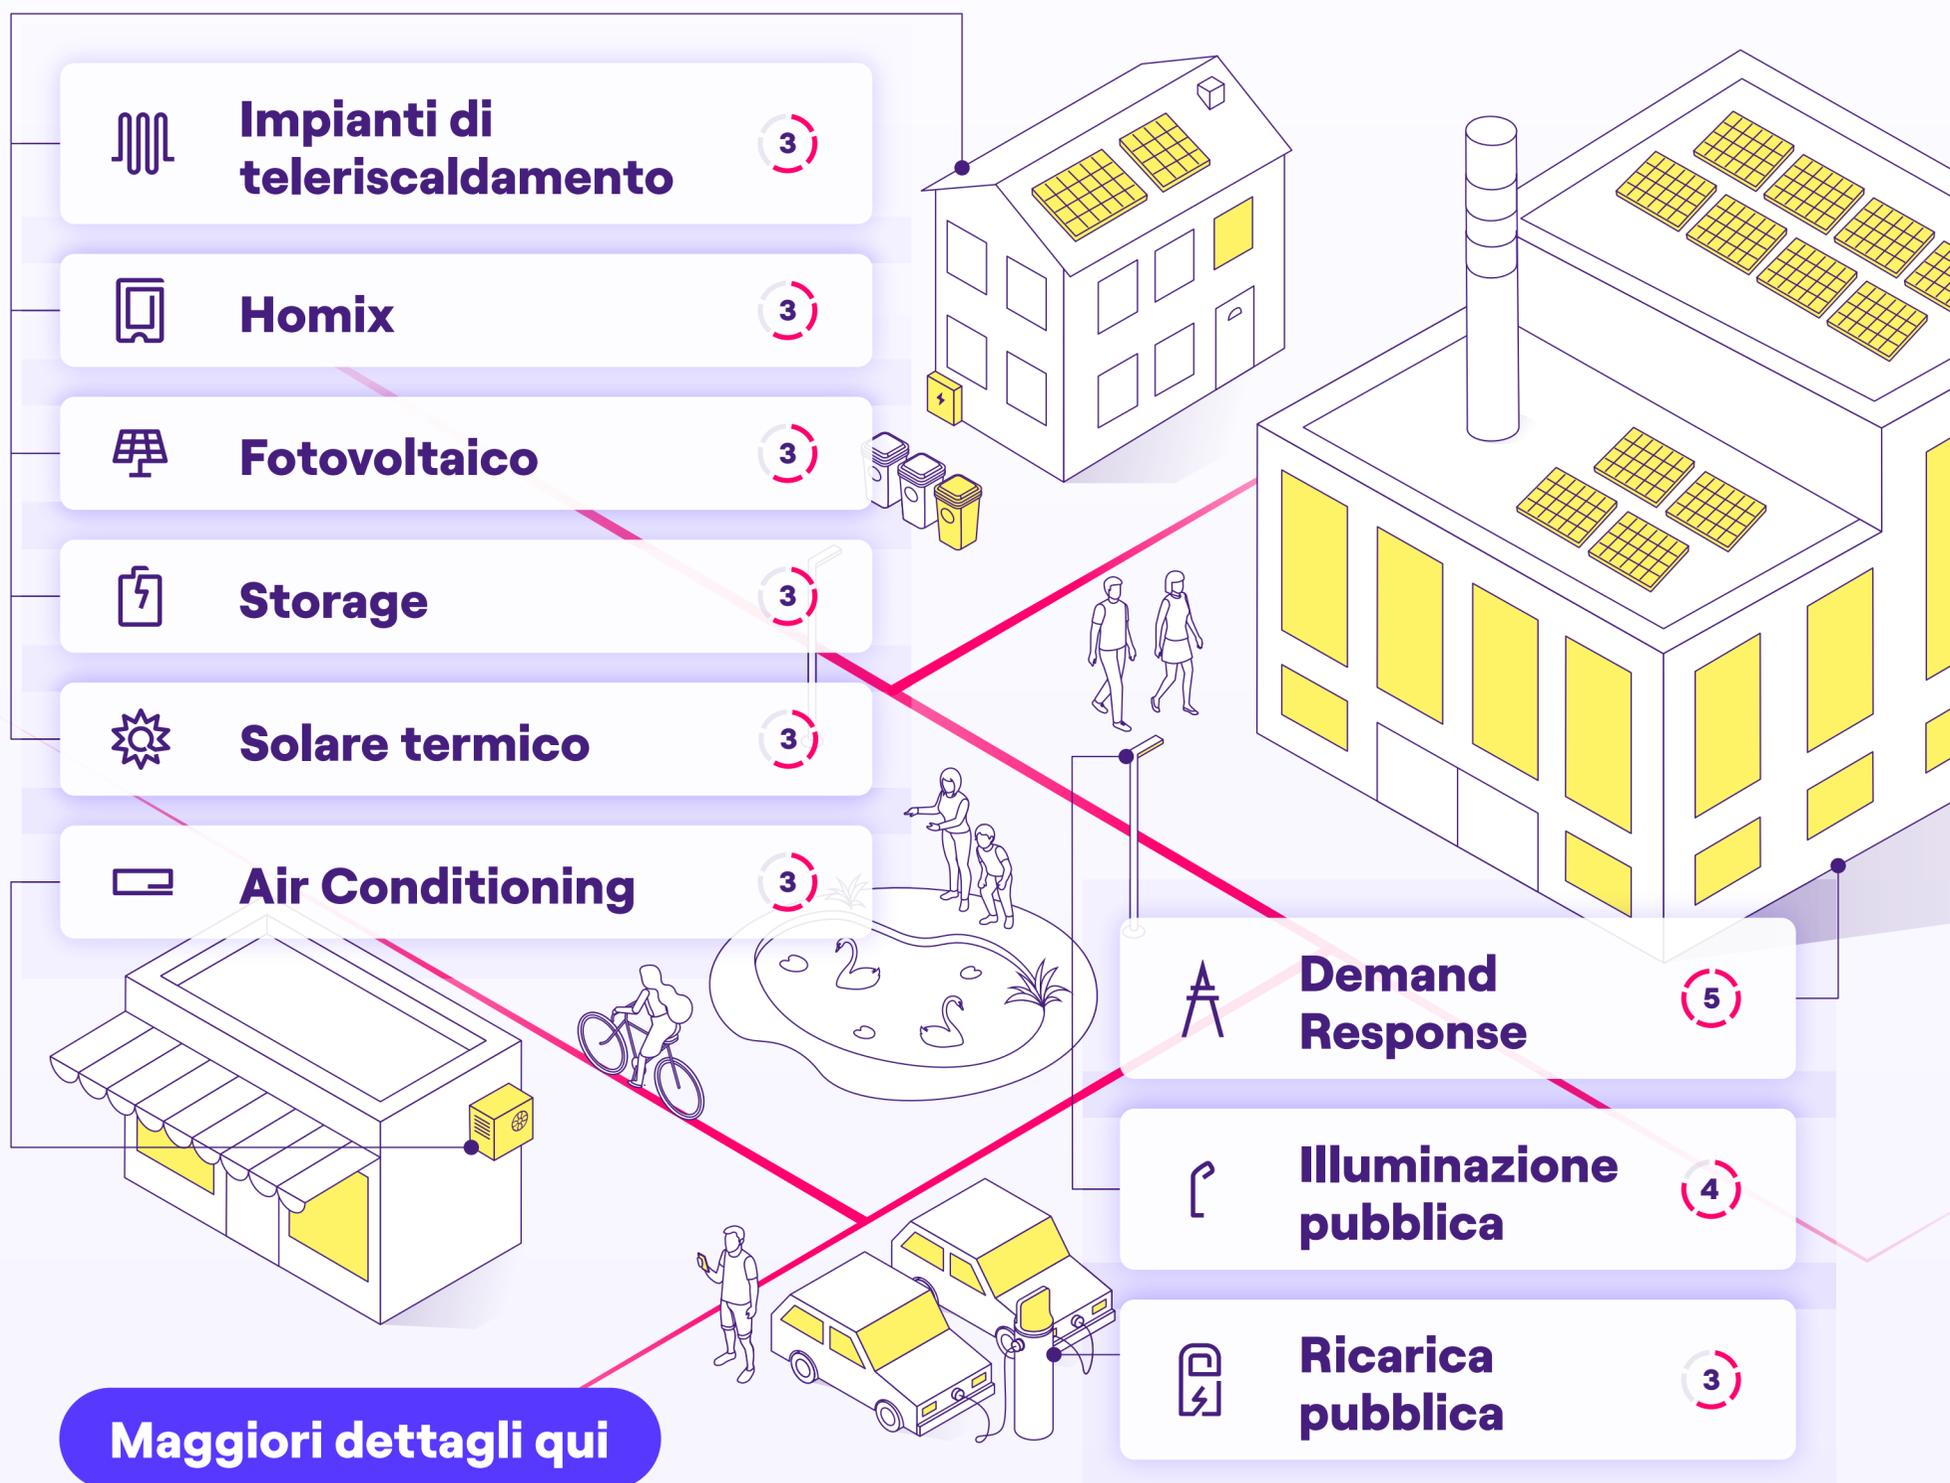 Impianti di
teleriscaldamento
3
Homix
3
Fotovoltaico
3
Storage
3
Solare termico
3
Air Conditioning
3
Demand
Response
5
Illuminazione
pubblica
4
Ricarica
pubblica
3
Maggiori dettagli qui